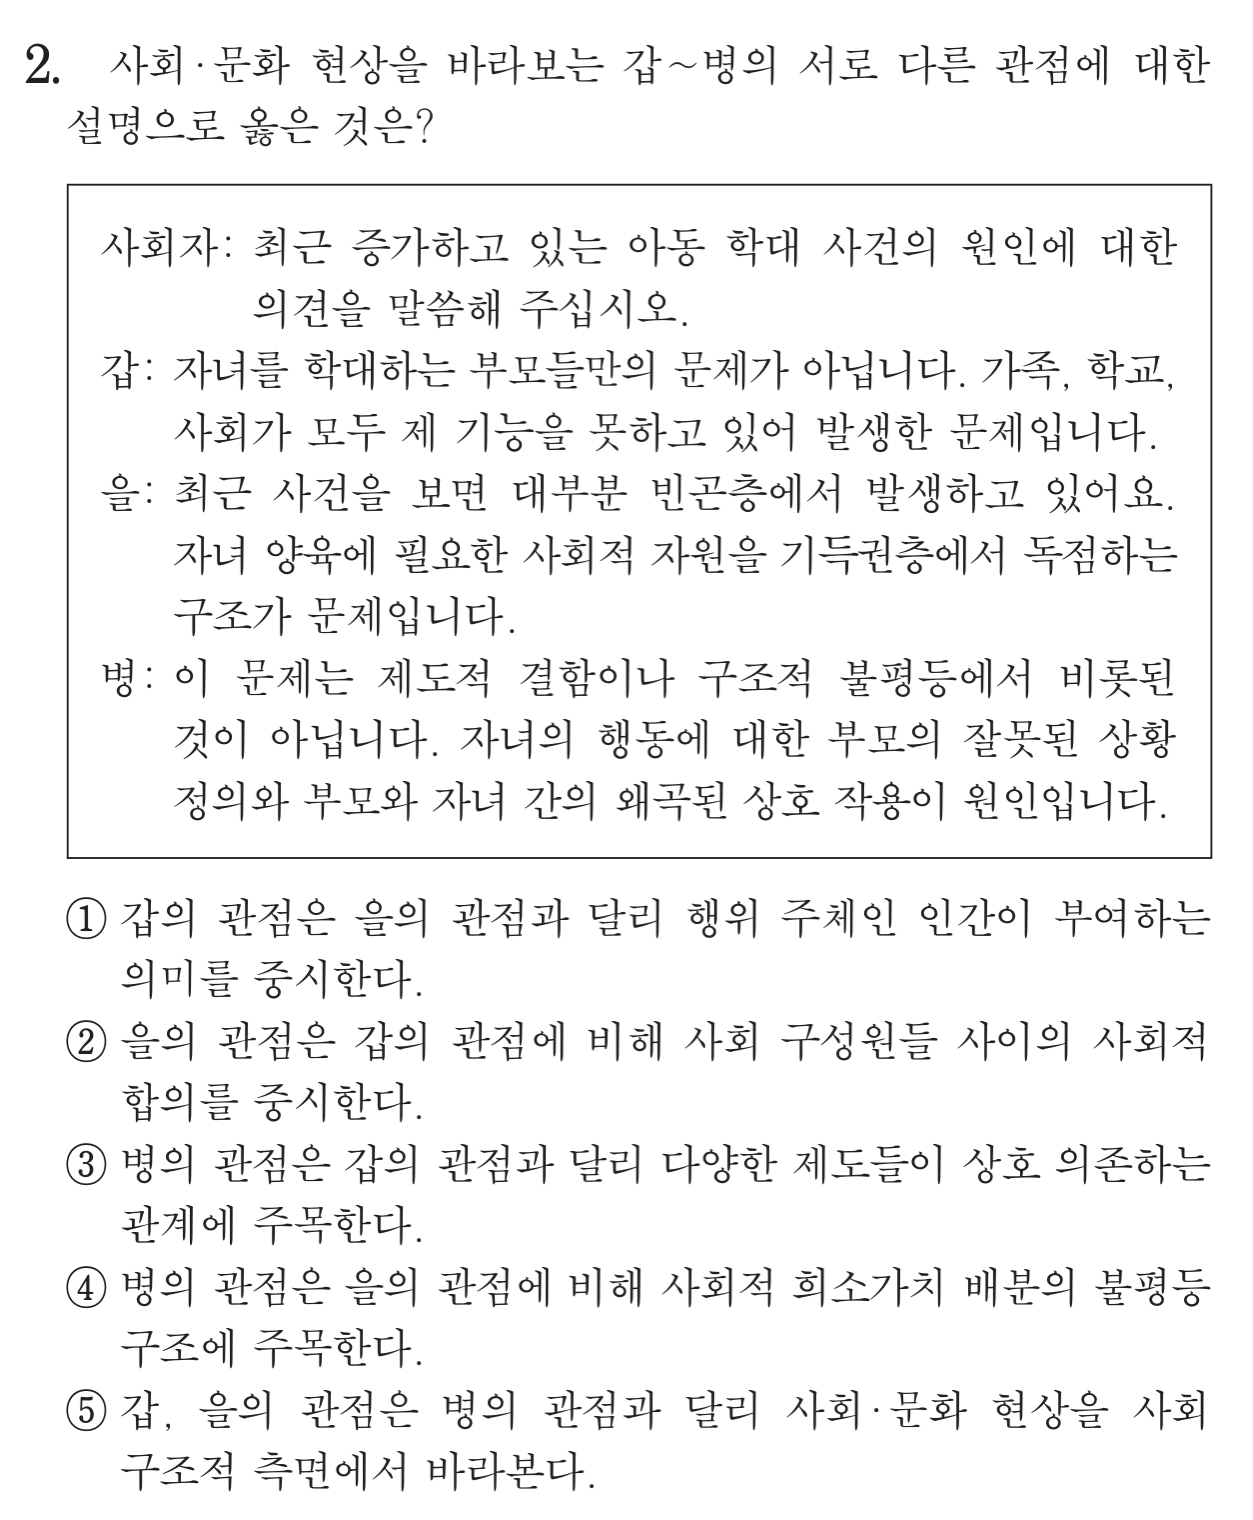 2. 사회·문화 현상을 바라보는 갑~병의 서로 다른 관점에 대한
설명으로 옳은 것은?
사회자: 최근 증가하고 있는 아동 학대 사건의 원인에 대한
의견을 말씀해 주십시오.
갑: 자녀를 학대하는 부모들만의 문제가 아닙니다. 가족, 학교,
사회가 모두 제 기능을 못하고 있어 발생한 문제입니다.
을: 최근 사건을 보면 대부분 빈곤층에서 발생하고 있어요.
자녀 양육에 필요한 사회적 자원을 기득권층에서 독점하는
구조가 문제입니다.
병: 이 문제는 제도적 결함이나 구조적 불평등에서 비롯된
것이 아닙니다. 자녀의 행동에 대한 부모의 잘못된 상황
정의와 부모와 자녀 간의 왜곡된 상호 작용이 원인입니다.
① 갑의 관점은 을의 관점과 달리 행위 주체인 인간이 부여하는
의미를 중시한다.
② 을의 관점은 갑의 관점에 비해 사회 구성원들 사이의 사회적
합의를 중시한다.
③ 병의 관점은 갑의 관점과 달리 다양한 제도들이 상호 의존하는
관계에 주목한다.
④ 병의 관점은 을의 관점에 비해 사회적 희소가치 배분의 불평등
구조에 주목한다.
⑤ 갑, 을의 관점은 병의 관점과 달리 사회·문화 현상을 사회
구조적 측면에서 바라본다.